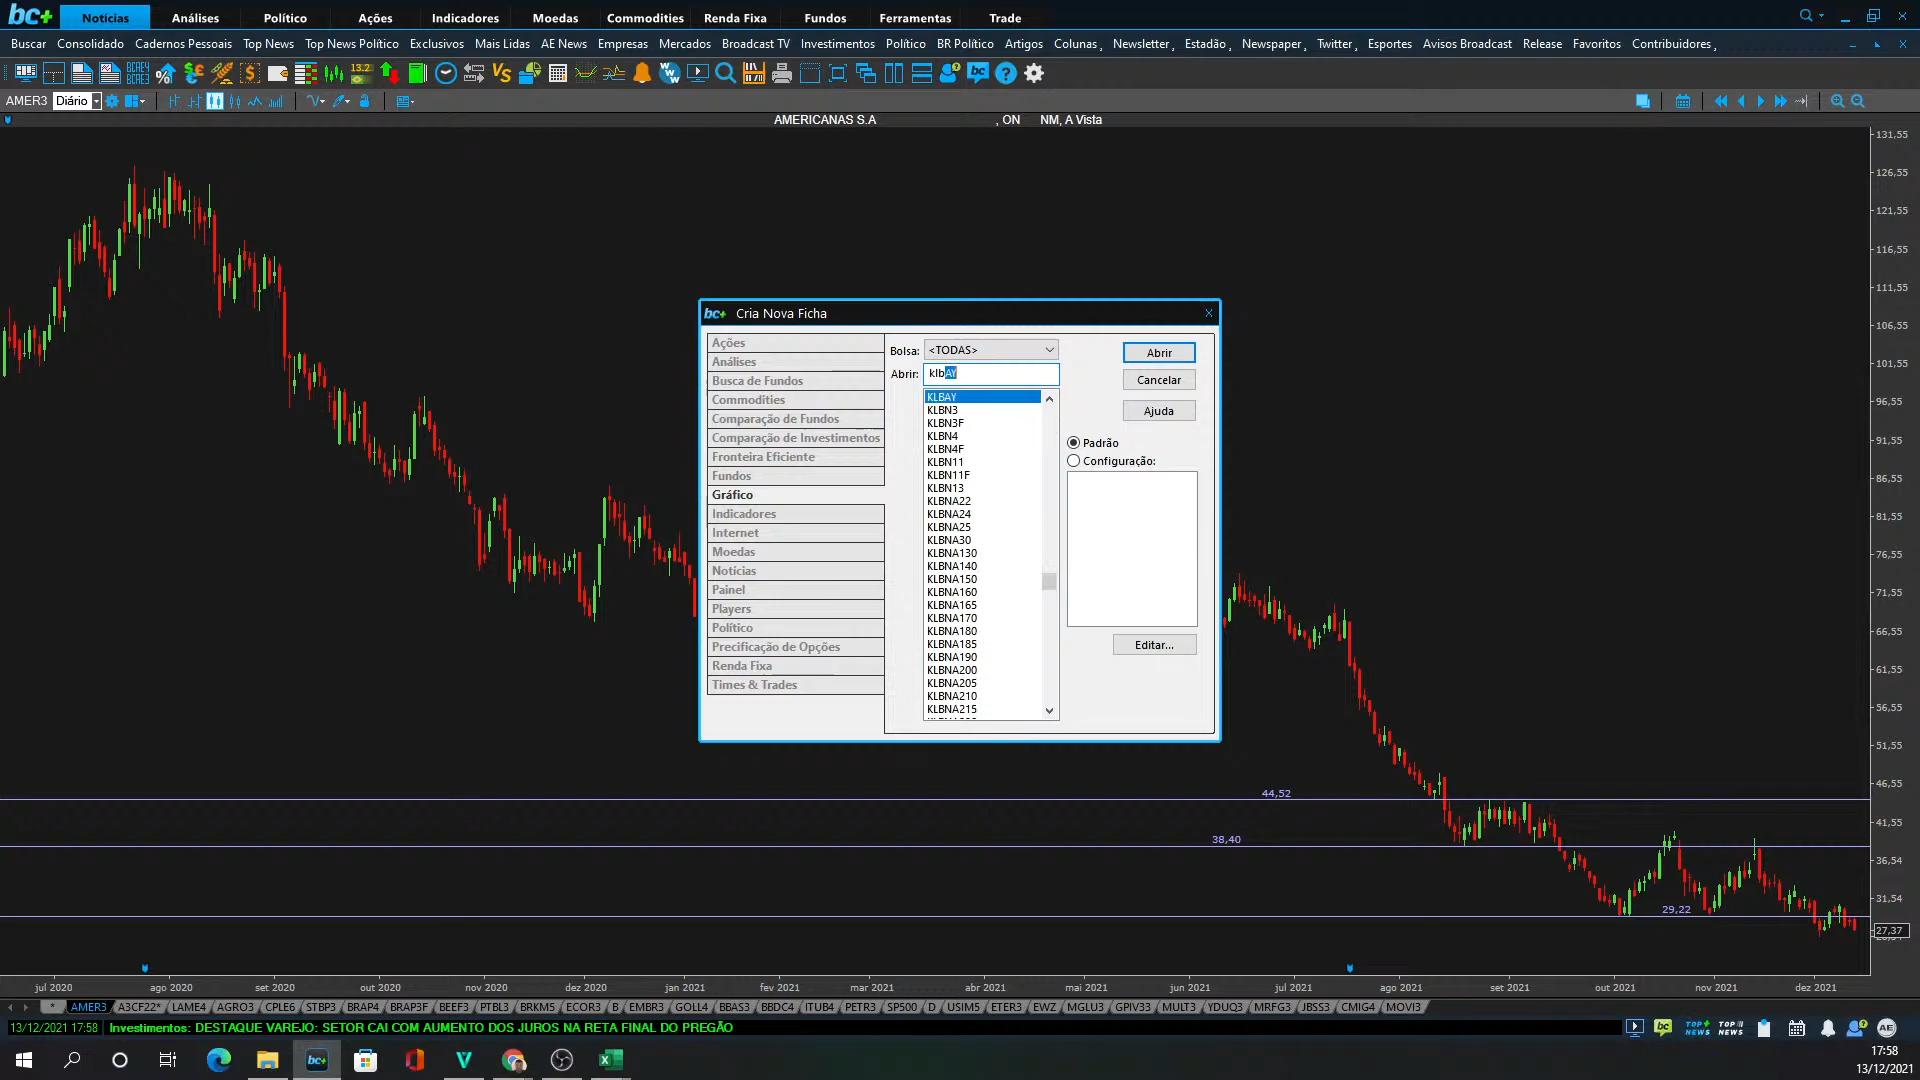 bc+ Notícias Análises Político Ações Indicadores Moedas Commodities Renda Fixa Fundos Ferramentas Trade
Buscar Consolidado Cadernos Pessoais Top News Top News Político Exclusivos Mais Lidas AE News Empresas Mercados Broadcast TV Investimentos Político BR Político Artigos Colunas, Newsletter, Estadão, Newspaper, Twitter, Esportes Avisos Broadcast Release Favoritos Contribuidores,
AMER3 Diário
AMERICANAS S.A , ON NM, A Vista
131,55
126,55
121,55
116,55
111,55
106,55
101,55
96,55
91,55
86,55
81,55
76,55
71,55
66,55
61,55
56,55
51,55
46,55
41,55
36,54
31,54
27,37
bc+ Cria Nova Ficha
Ações
Análises
Busca de Fundos
Commodities
Comparação de Fundos
Comparação de Investimentos
Fronteira Eficiente
Fundos
Gráfico
Indicadores
Internet
Moedas
Notícias
Painel
Players
Político
Precificação de Opções
Renda Fixa
Times & Trades
Bolsa: <TODAS>
Abrir: klbAY
KLBAY
KLBN3
KLBN3F
KLBN4
KLBN4F
KLBN11
KLBN11F
KLBN13
KLBNA22
KLBNA24
KLBNA25
KLBNA30
KLBNA130
KLBNA140
KLBNA150
KLBNA160
KLBNA165
KLBNA170
KLBNA180
KLBNA185
KLBNA190
KLBNA200
KLBNA205
KLBNA210
KLBNA215
Abrir
Cancelar
Ajuda
Padrão
Configuração:
Editar...
44,52
38,40
29,22
jul 2020 ago 2020 set 2020 out 2020 nov 2020 dez 2020 jan 2021 fev 2021 mar 2021 abr 2021 mai 2021 jun 2021 jul 2021 ago 2021 set 2021 out 2021 nov 2021 dez 2021
* AMER3 A3CF22* LAME4 AGRO3 CPLE6 STBP3 BRAP4 BRAP3F BEEF3 PTBL3 BRKM5 ECOR3 B EMBR3 GOLL4 BBAS3 BBDC4 ITUB4 PETR3 SP500 D USIM5 ETER3 EWZ MGLU3 GPIV33 MULT3 YDUQ3 MRFG3 JBSS3 CMIG4 MOVI3
13/12/2021 17:58 Investimentos: DESTAQUE VAREJO: SETOR CAI COM AUMENTO DOS JUROS NA RETA FINAL DO PREGÃO
17:58
13/12/2021